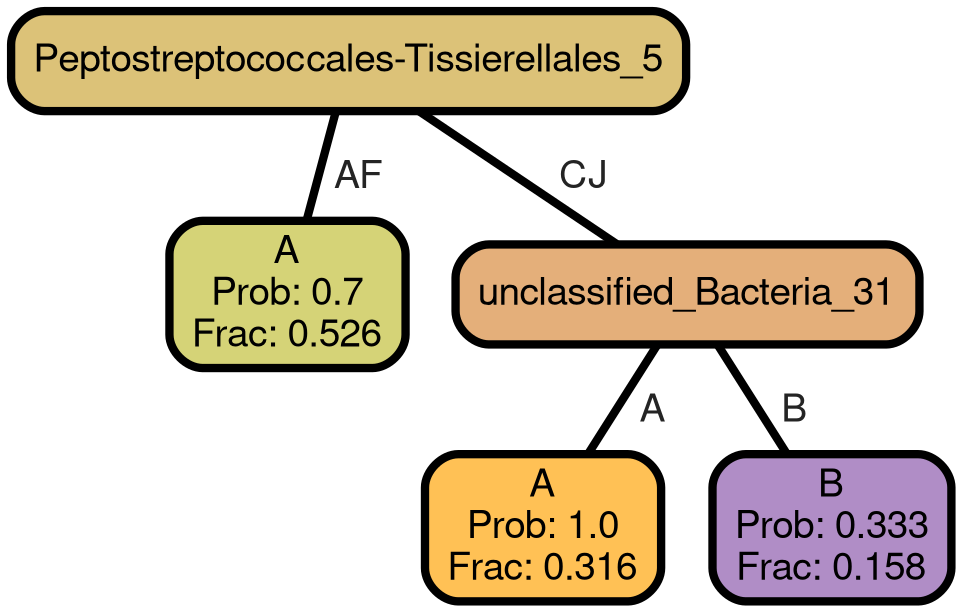 Peptostreptococcales-Tissierellales_5
AF
CJ
A
Prob: 0.7
Frac: 0.526
unclassified_Bacteria_31
A
B
A
Prob: 1.0
Frac: 0.316
B
Prob: 0.333
Frac: 0.158